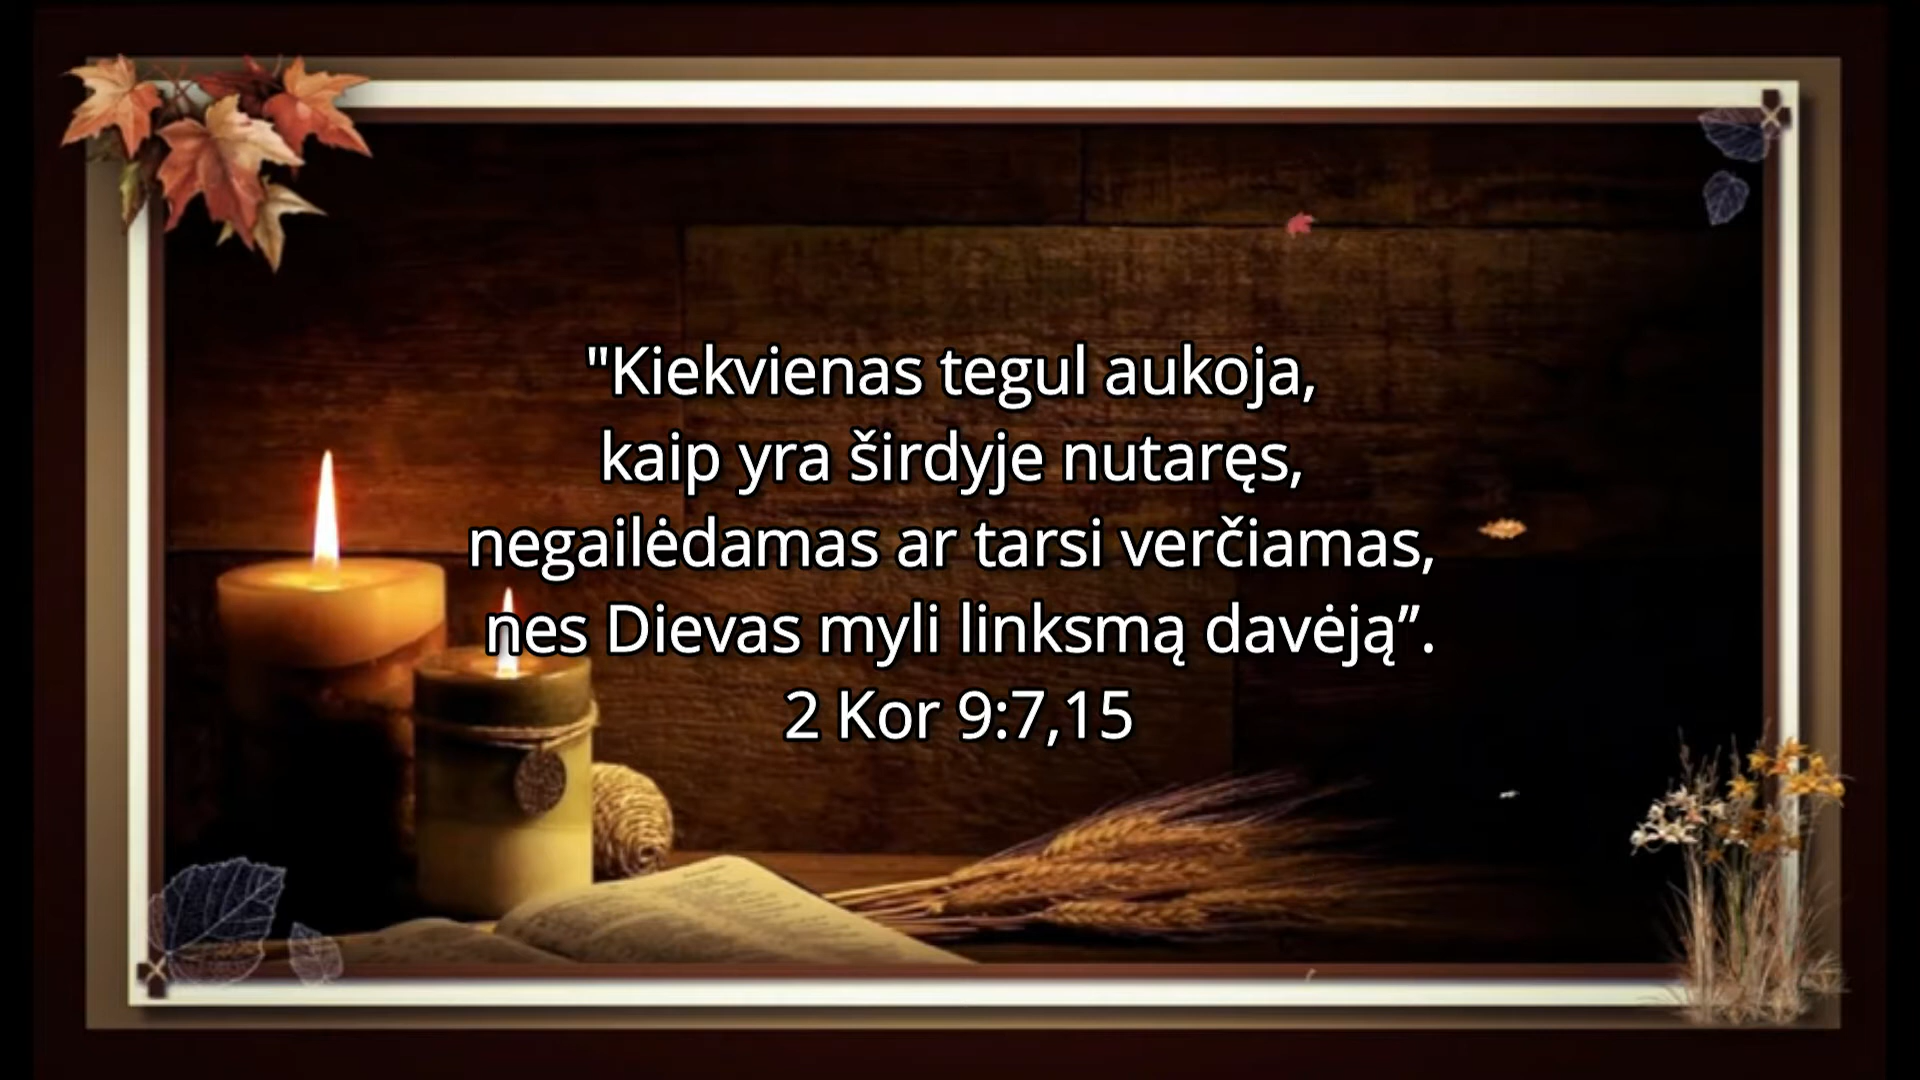 "Kiekvienas tegul aukoja,
kaip yra širdyje nutaręs,
negailėdamas ar tarsi verčiamas,
nes Dievas myli linksmą davėją”.
2 Kor 9:7,15